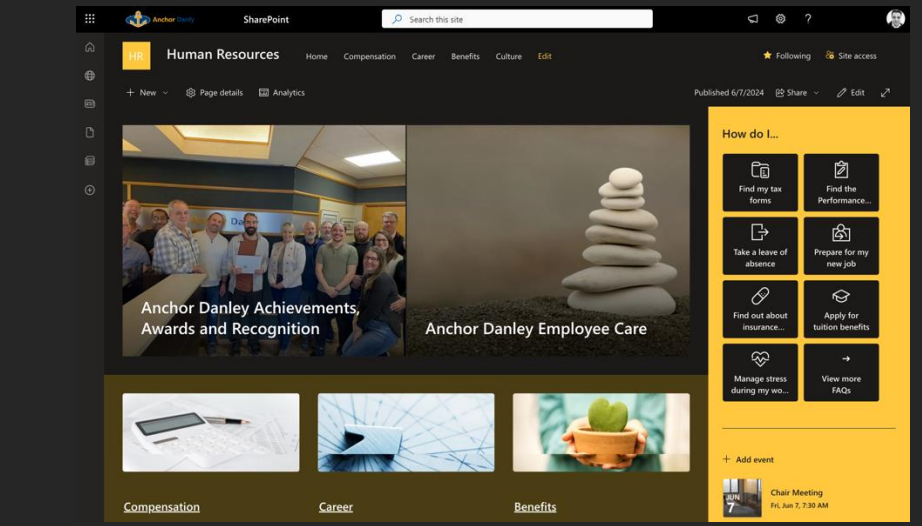 Anchor Danly
SharePoint
Search this site
?
HR
Human Resources
Home
Compensation
Career
Benefits
Culture
Edit
Following
Site access
+ New
Page details
Analytics
Published 6/7/2024
Share
Edit
Anchor Danley Achievements,
Awards and Recognition
Anchor Danley Employee Care
How do I...
Find my tax
forms
Find the
Performance...
Take a leave of
absence
Prepare for my
new job
Find out about
insurance...
Apply for
tuition benefits
Manage stress
during my wo...
View more
FAQs
Compensation
Career
Benefits
+ Add event
JUN
7
Chair Meeting
Fri, Jun 7, 7:30 AM